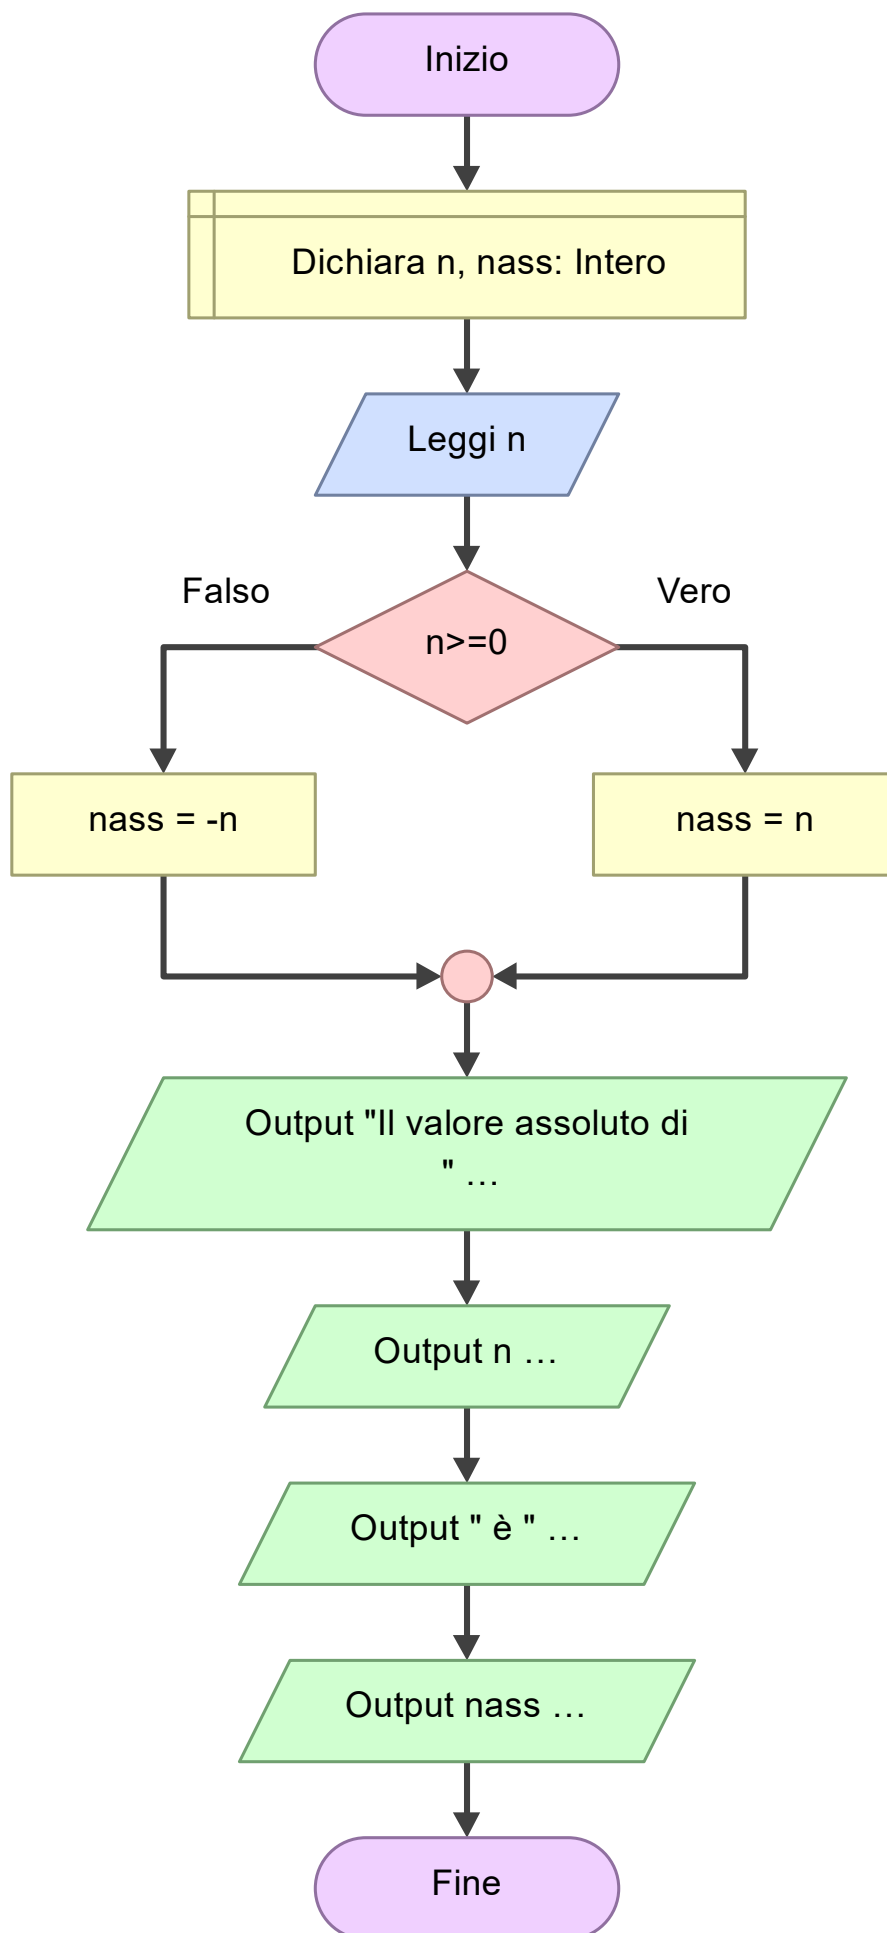 Inizio
Dichiara n, nass: Intero
Leggi n
Falso
Vero
n>=0
nass = -n
nass = n
Output "Il valore assoluto di
" ...
Output n ...
Output " è " ...
Output nass ...
Fine